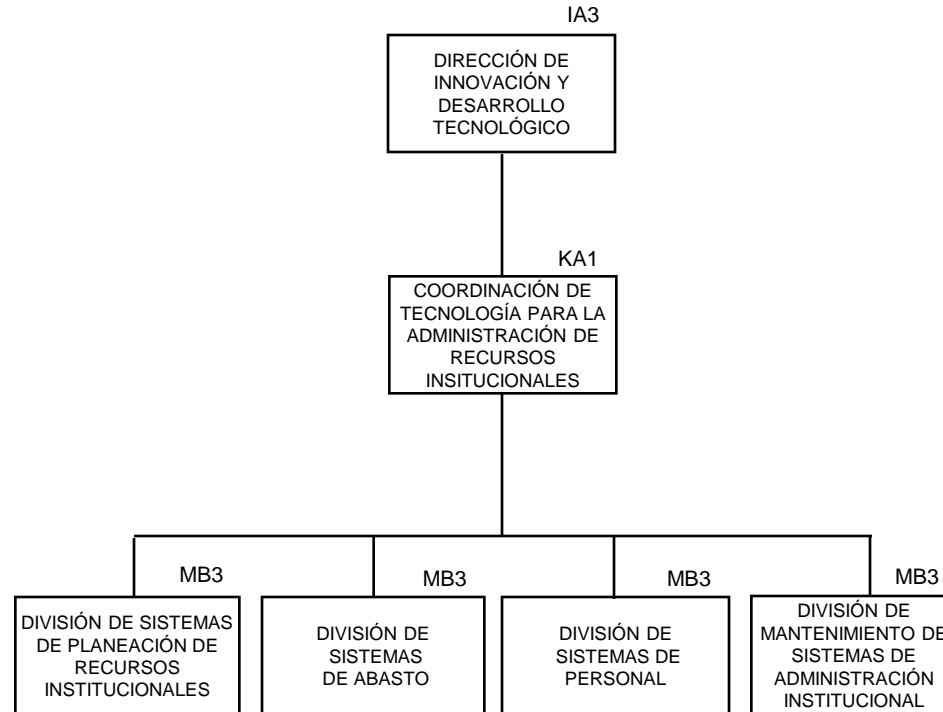 IA3
DIRECCIÓN DE
INNOVACIÓN Y
DESARROLLO
TECNOLÓGICO
KA1
COORDINACIÓN DE
TECNOLOGÍA PARA LA
ADMINISTRACIÓN DE
RECURSOS
INSITUCIONALES
MB3
DIVISIÓN DE SISTEMAS
DE PLANEACIÓN DE
RECURSOS
INSTITUCIONALES
MB3
DIVISIÓN DE
SISTEMAS
DE ABASTO
MB3
DIVISIÓN DE
SISTEMAS DE
PERSONAL
MB3
DIVISIÓN DE
MANTENIMIENTO DE
SISTEMAS DE
ADMINISTRACIÓN
INSTITUCIONAL